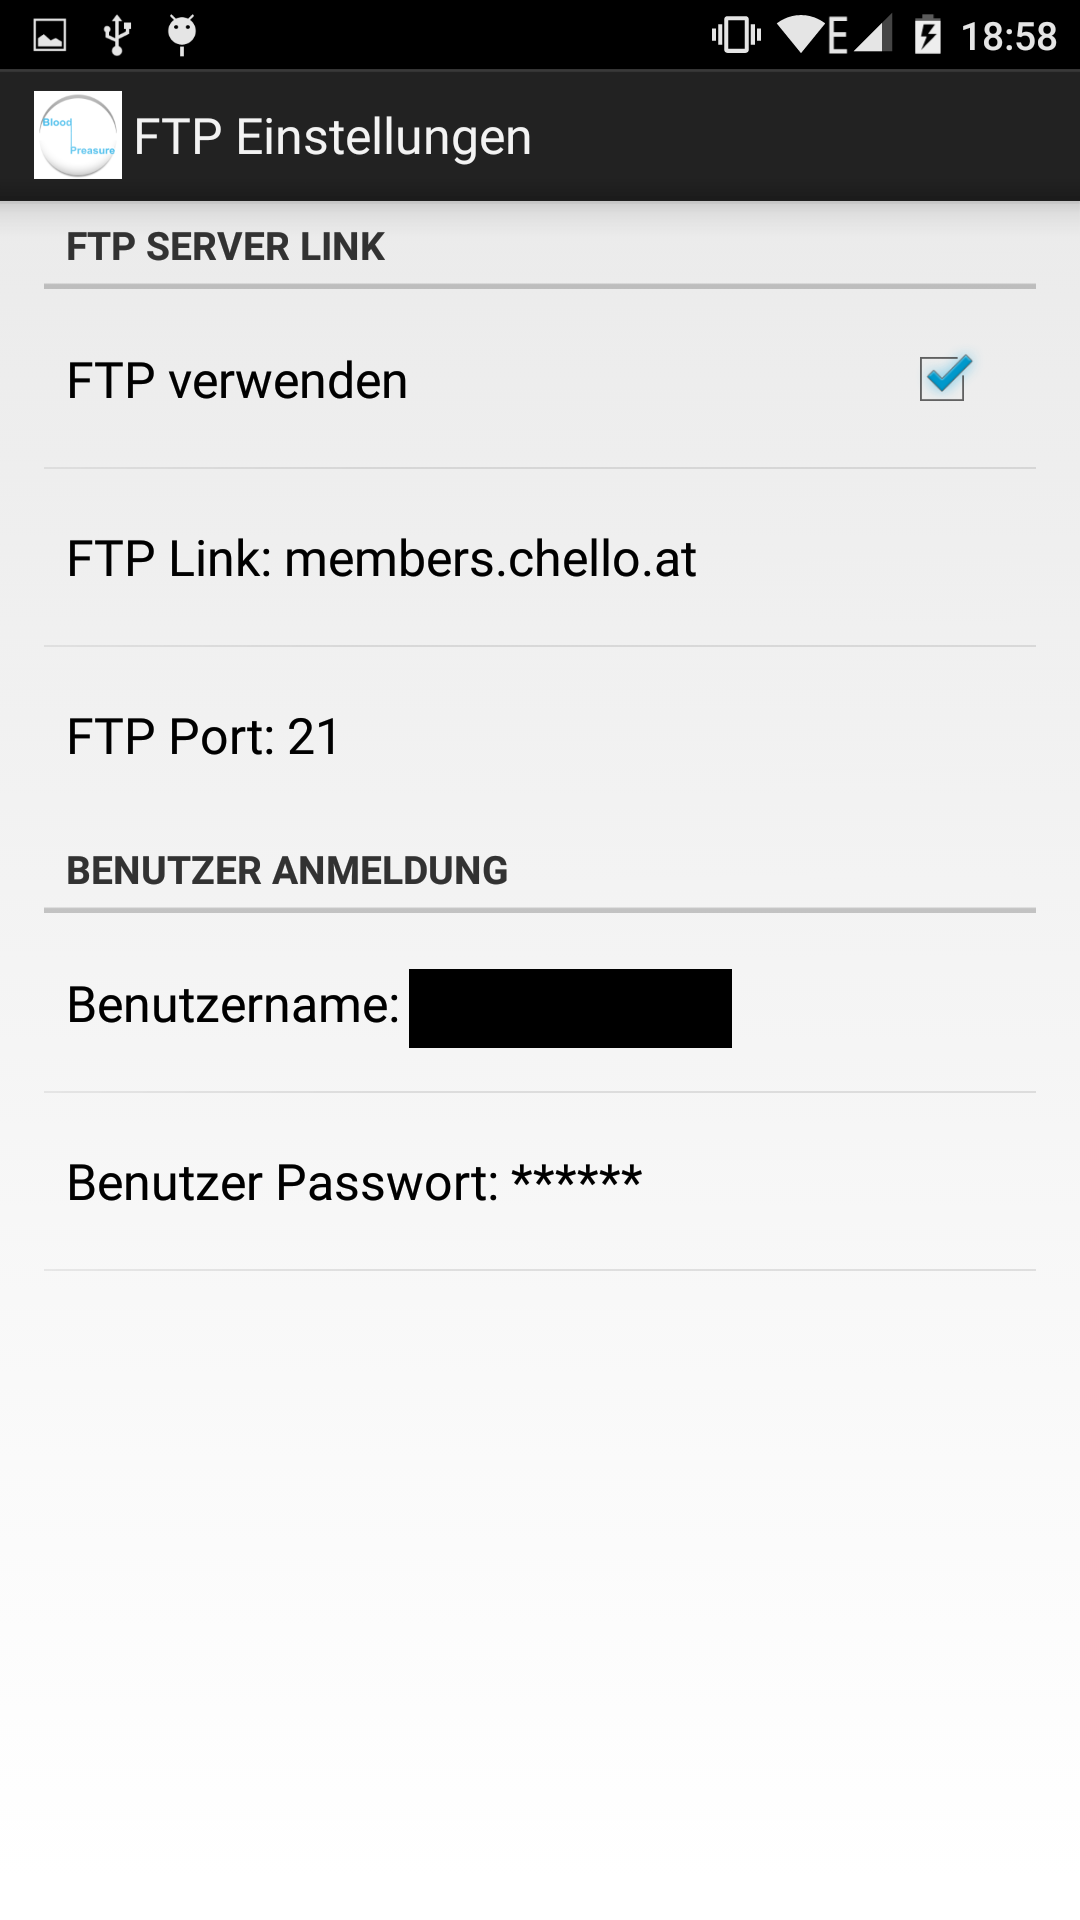 E 18:58
Blood
Preasure
FTP Einstellungen
FTP SERVER LINK
FTP verwenden
FTP Link: members.chello.at
FTP Port: 21
BENUTZER ANMELDUNG
Benutzername:
Benutzer Passwort: ******